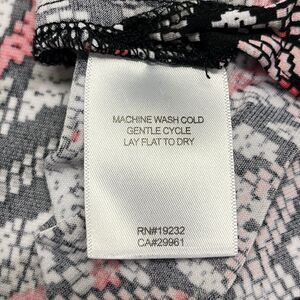 MACHINE WASH COLD
GENTLE CYCLE
LAY FLAT TO DRY
RN#19232
CA#29961